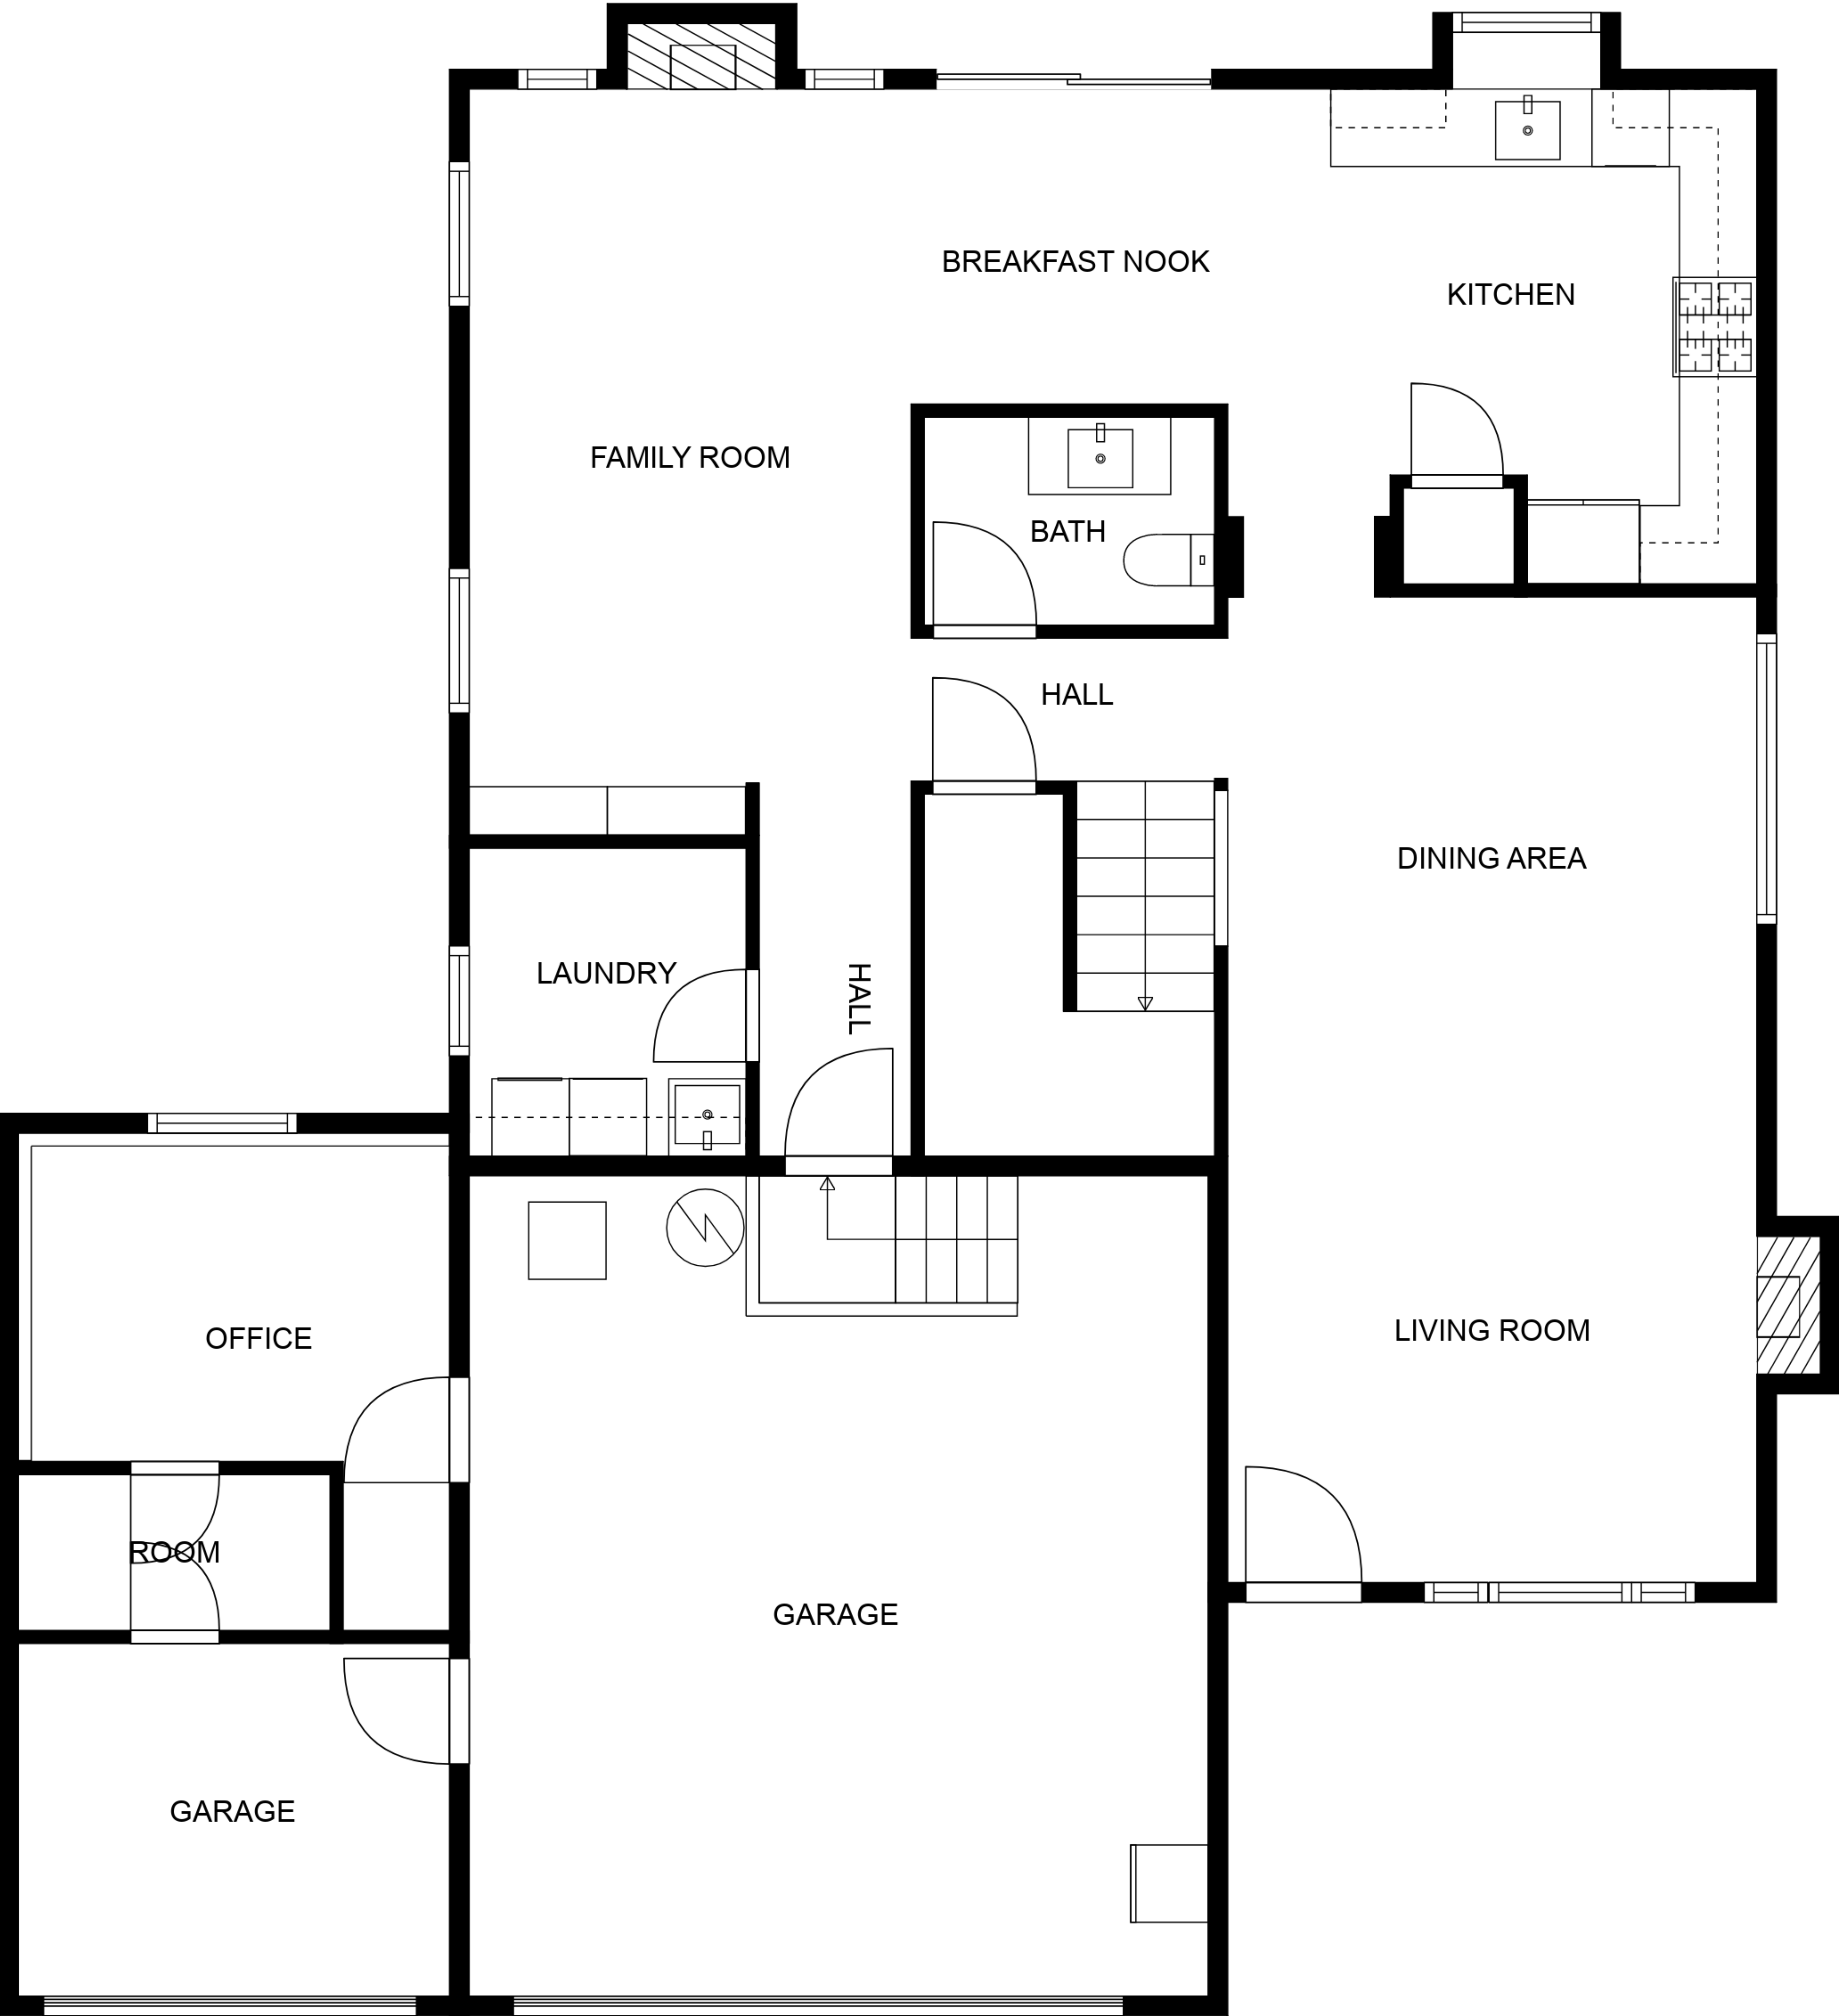 BREAKFAST NOOK
KITCHEN
FAMILY ROOM
BATH
HALL
DINING AREA
LAUNDRY
HALL
OFFICE
LIVING ROOM
ROOM
GARAGE
GARAGE